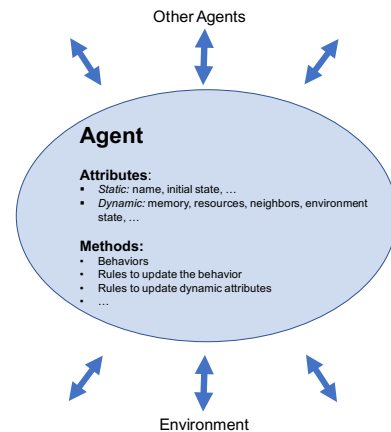 Other Agents
Agent
Attributes:
▪ Static: name, initial state, …
▪ Dynamic: memory, resources, neighbors, environment
state, …
Methods:
• Behaviors
• Rules to update the behavior
• Rules to update dynamic attributes
• …
Environment